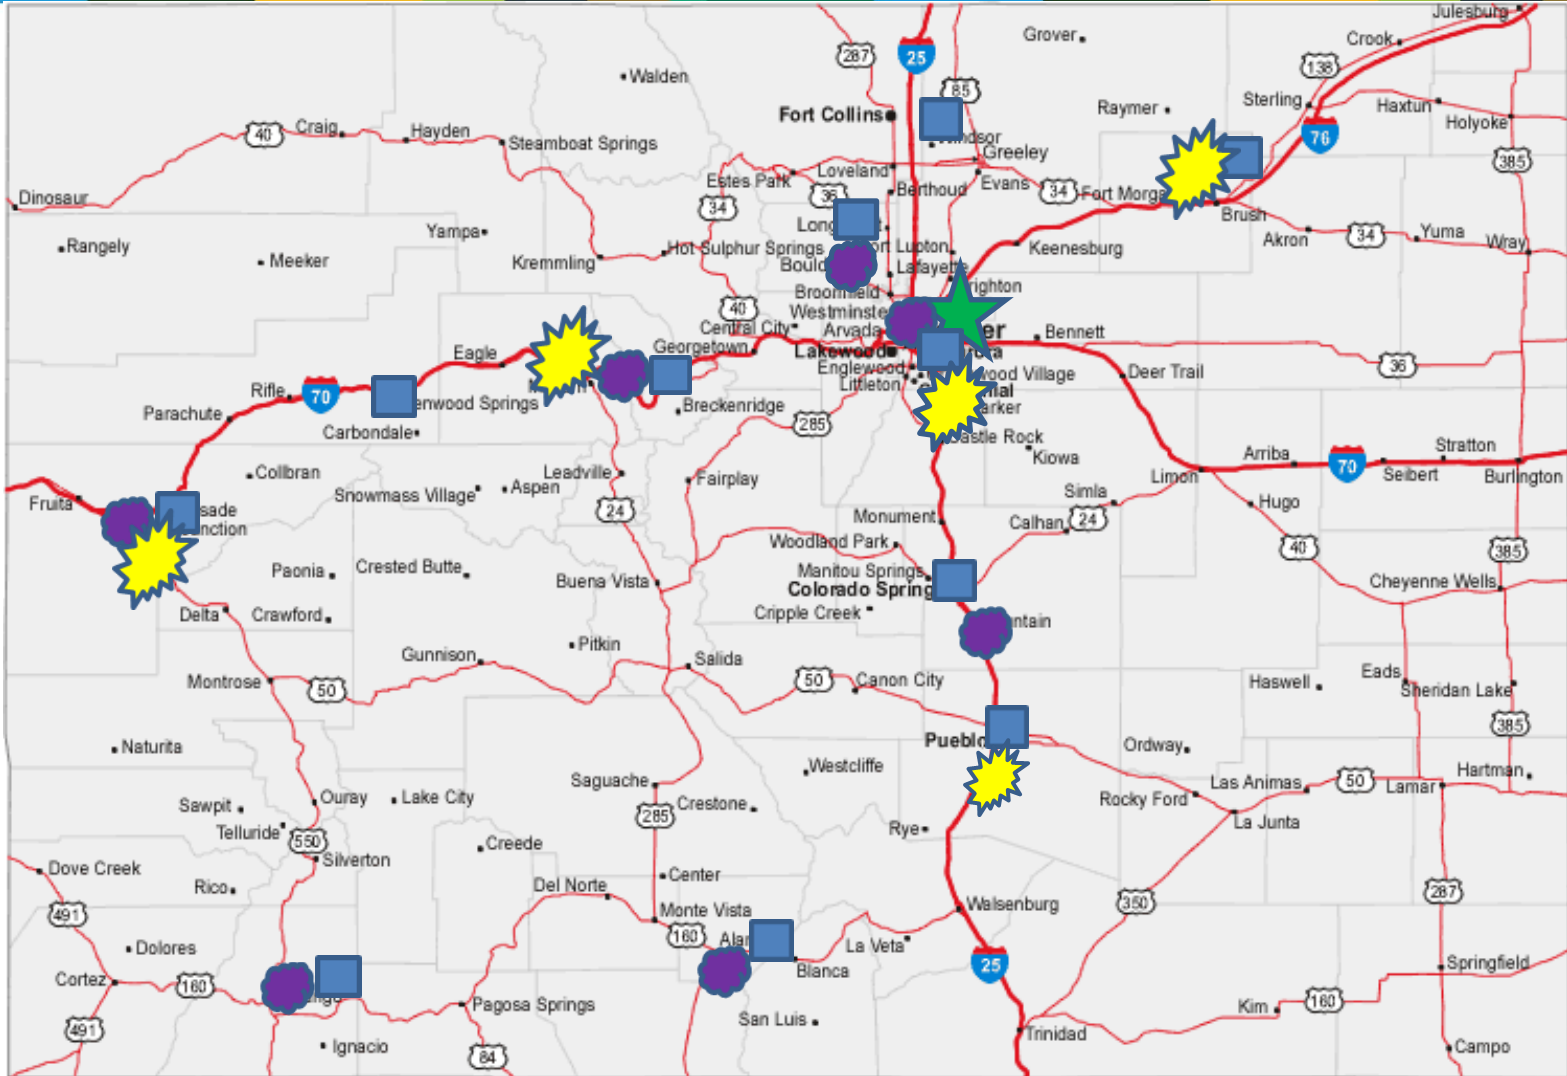 Julesburg
Grover
Crook
287
25
138
Walden
85
Raymer
Sterling
Haxtun
Fort Collins
Holyoke
76
40
Craig
Hayden
Steamboat Springs
Greeley
385
Estes Park
Loveland
Evans
34
Berthoud
36
34
Dinosaur
Brush
Yampa
Akron
34
Yuma
Wray
Rangely
Meeker
Hot Sulphur Springs
Keenesburg
Kremmling
Lafayette
Broomfield
40
Central City
Arvada
Bennett
Eagle
Georgetown
Lakewood
36
Englewood
Littleton
wood Village
Deer Trail
Rifle
70
Parachute
Breckenridge
285
Carbondale
Castle Rock
Kiowa
Arriba
Stratton
70
Collbran
Leadville
Fairplay
Limon
Seibert
Burlington
Fruita
Snowmass Village
Aspen
Simla
Hugo
24
Monument
Calhan
24
Woodland Park
40
385
Paonia
Crested Butte
Buena Vista
Manitou Springs
Cheyenne Wells
Delta
Crawford
Cripple Creek
Pitkin
Gunnison
Salida
Montrose
50
50
Canon City
Haswell
Eads
Sheridan Lake
385
Naturita
Westcliffe
Ordway
Saguache
Las Animas
50
Hartman
Sawpit
Ouray
Lake City
Crestone
Rocky Ford
Lamar
Telluride
285
Rye
La Junta
550
Creede
Silverton
Dove Creek
Center
Rico
Del Norte
287
491
Monte Vista
Walsenburg
350
Dolores
160
La Veta
Cortez
160
Blanca
25
Springfield
Pagosa Springs
160
Kim
491
San Luis
Trinidad
Ignacio
84
Campo